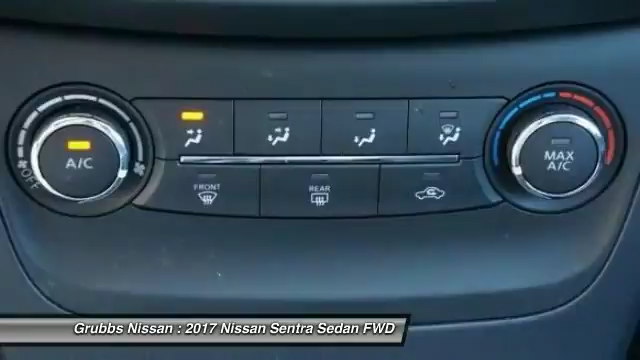 A/C
OFF
FRONT
REAR
MAX
A/C
Grubbs Nissan : 2017 Nissan Sentra Sedan FWD